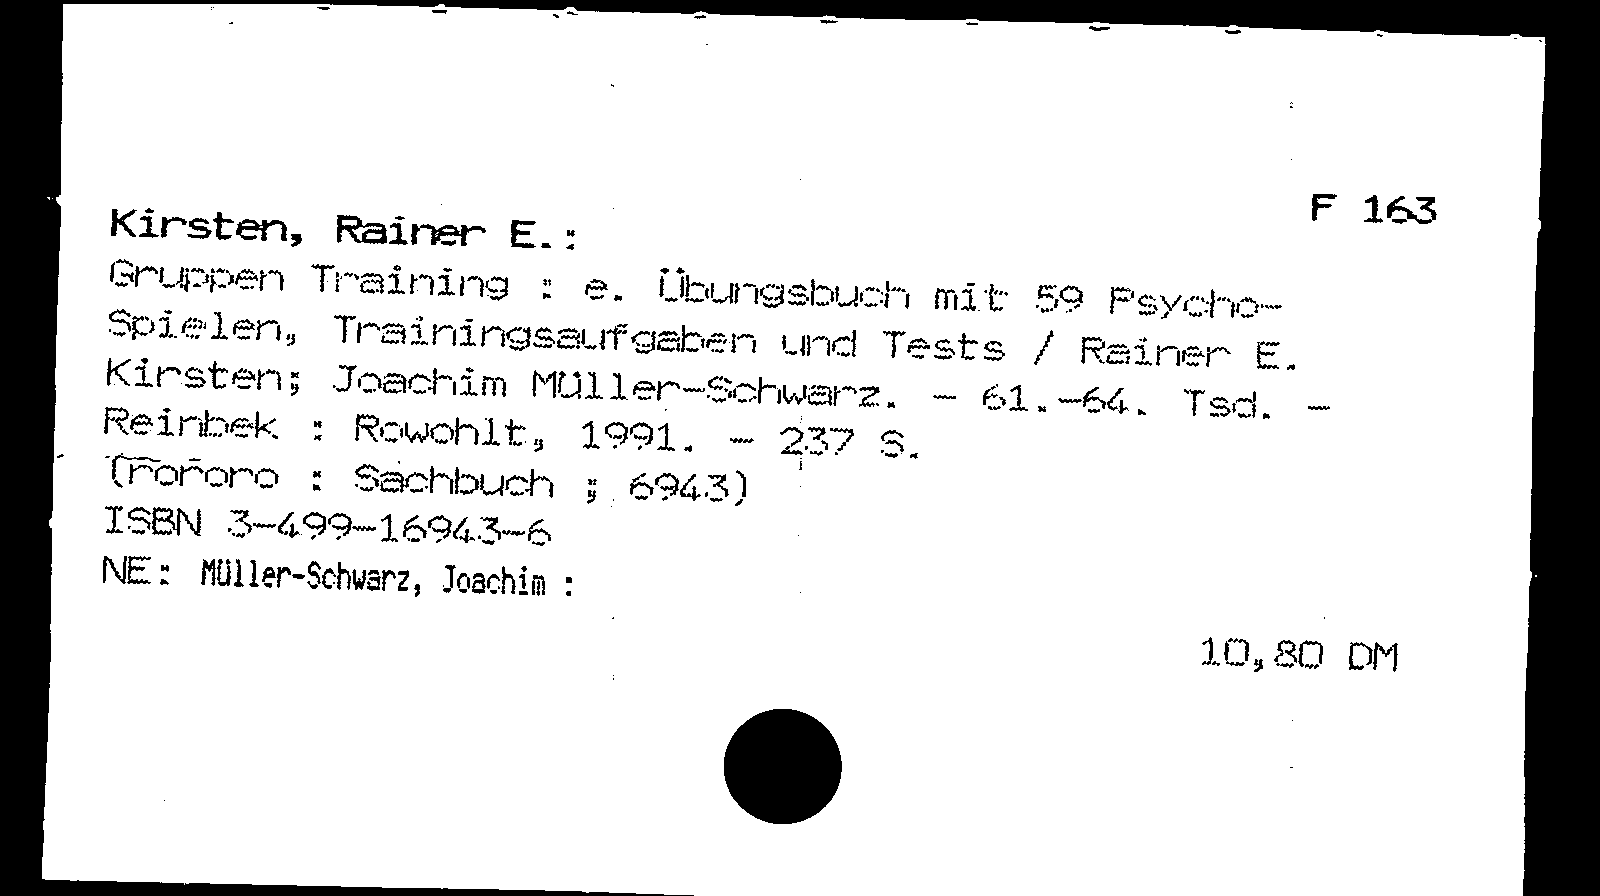 F 163
Kirsten, Rainer E.:
Gruppen Training : e. Übungsbuch mit 59 Psycho-
Spielen, Trainingsaufgaben und Tests / Rainer E.
Kirsten; Joachim Müller-Schwarz. - 61.-64. Tsd. -
Reinbek : Rowohlt, 1991. - 237 S.
(rororo : Sachbuch ; 6943)
ISBN 3-499-16943-6
NE: Müller-Schwarz, Joachim :
10,80 DM